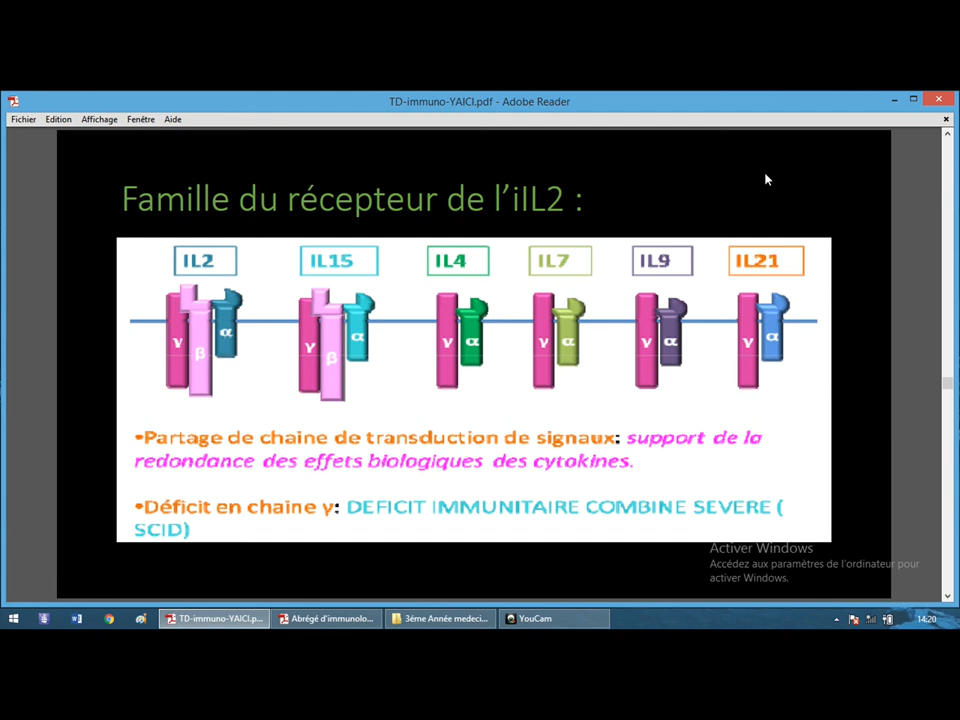 TD-immuno-YAICI.pdf - Adobe Reader
Fichier Edition Affichage Fenêtre Aide
Famille du récepteur de l'iIL2 :
IL2 IL15 IL4 IL7 IL9 IL21
γ β α γ β α γ α γ α γ α γ α
•Partage de chaine de transduction de signaux: support de la
redondance des effets biologiques des cytokines.
•Déficit en chaine γ: DEFICIT IMMUNITAIRE COMBINE SEVERE (
SCID)
Activer Windows
Accédez aux paramètres de l'ordinateur pour
activer Windows.
TD-immuno-YAICI.p... Abrégé d'immunolo... 3éme Année medeci... YouCam 14:20